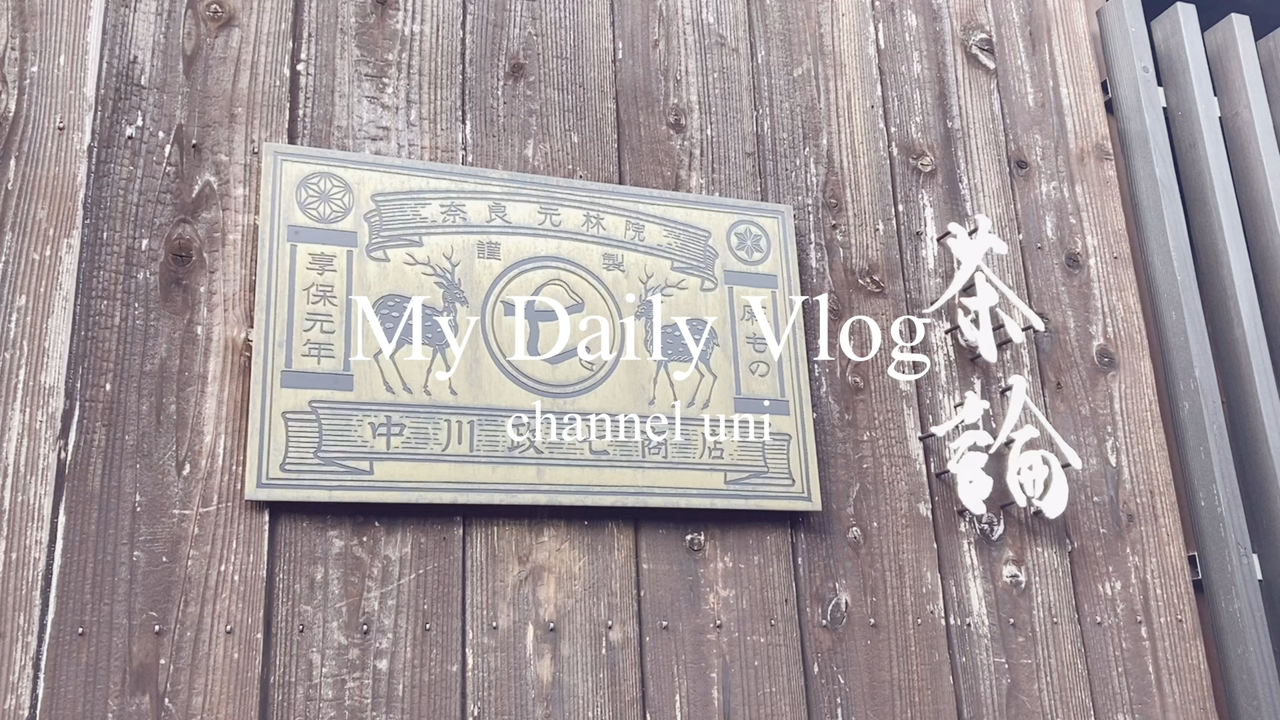 奈良元林院
謹製
享保元年
麻もの
中川政七商店
My Daily Vlog
channel uni
茶論